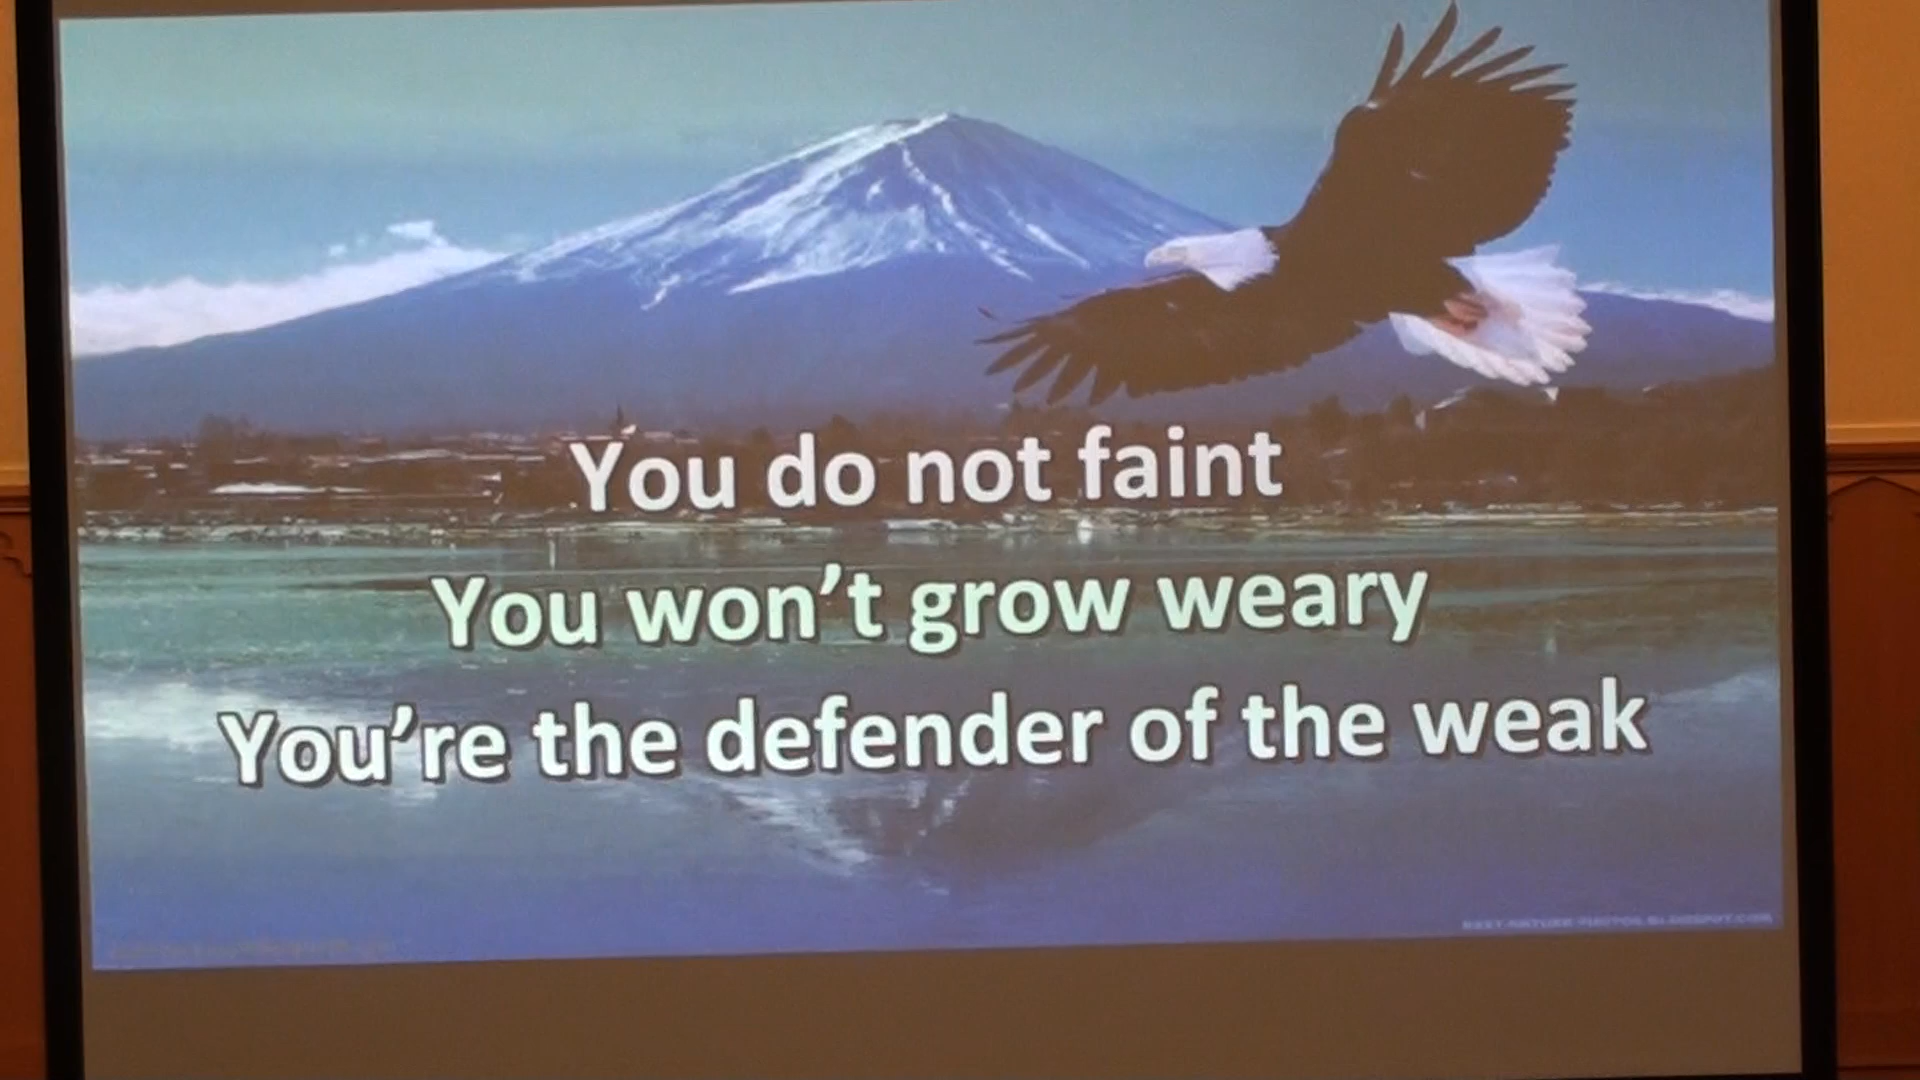 You do not faint
You won't grow weary
You're the defender of the weak